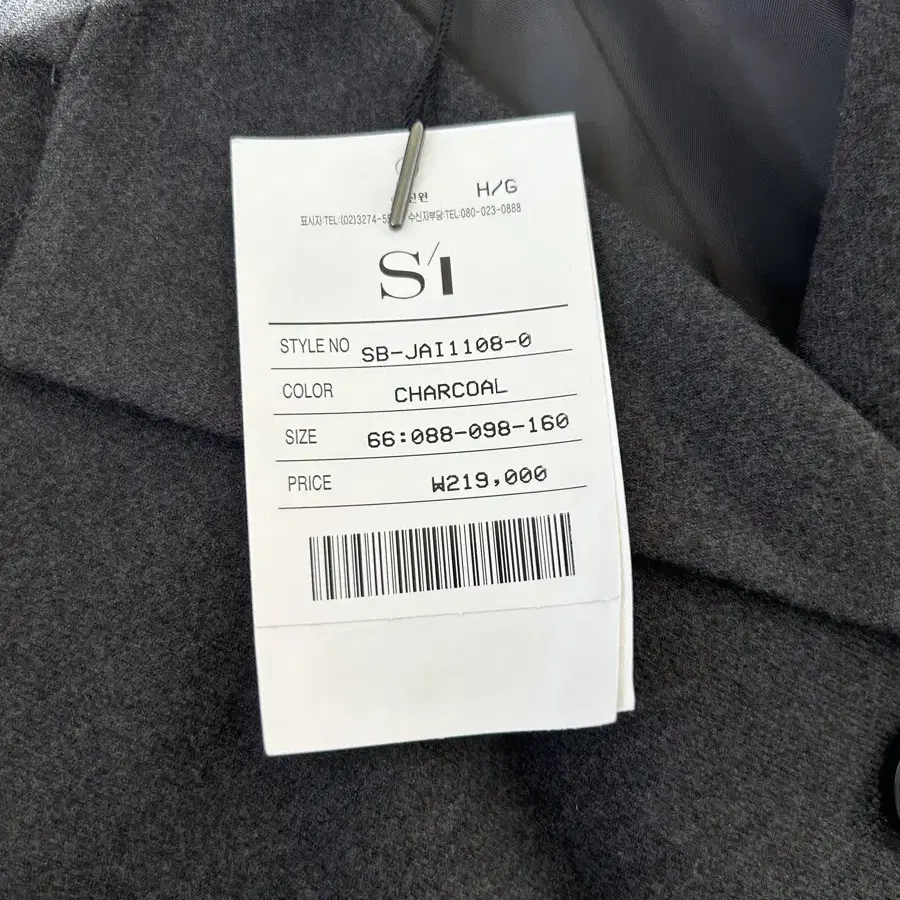 H/G
표시자:TEL:(02)3274-55 수신자부담:TEL:080-023-0888
S/I
STYLE NO SB-JAI1108-0
COLOR CHARCOAL
SIZE 66:088-098-160
PRICE ₩219,000